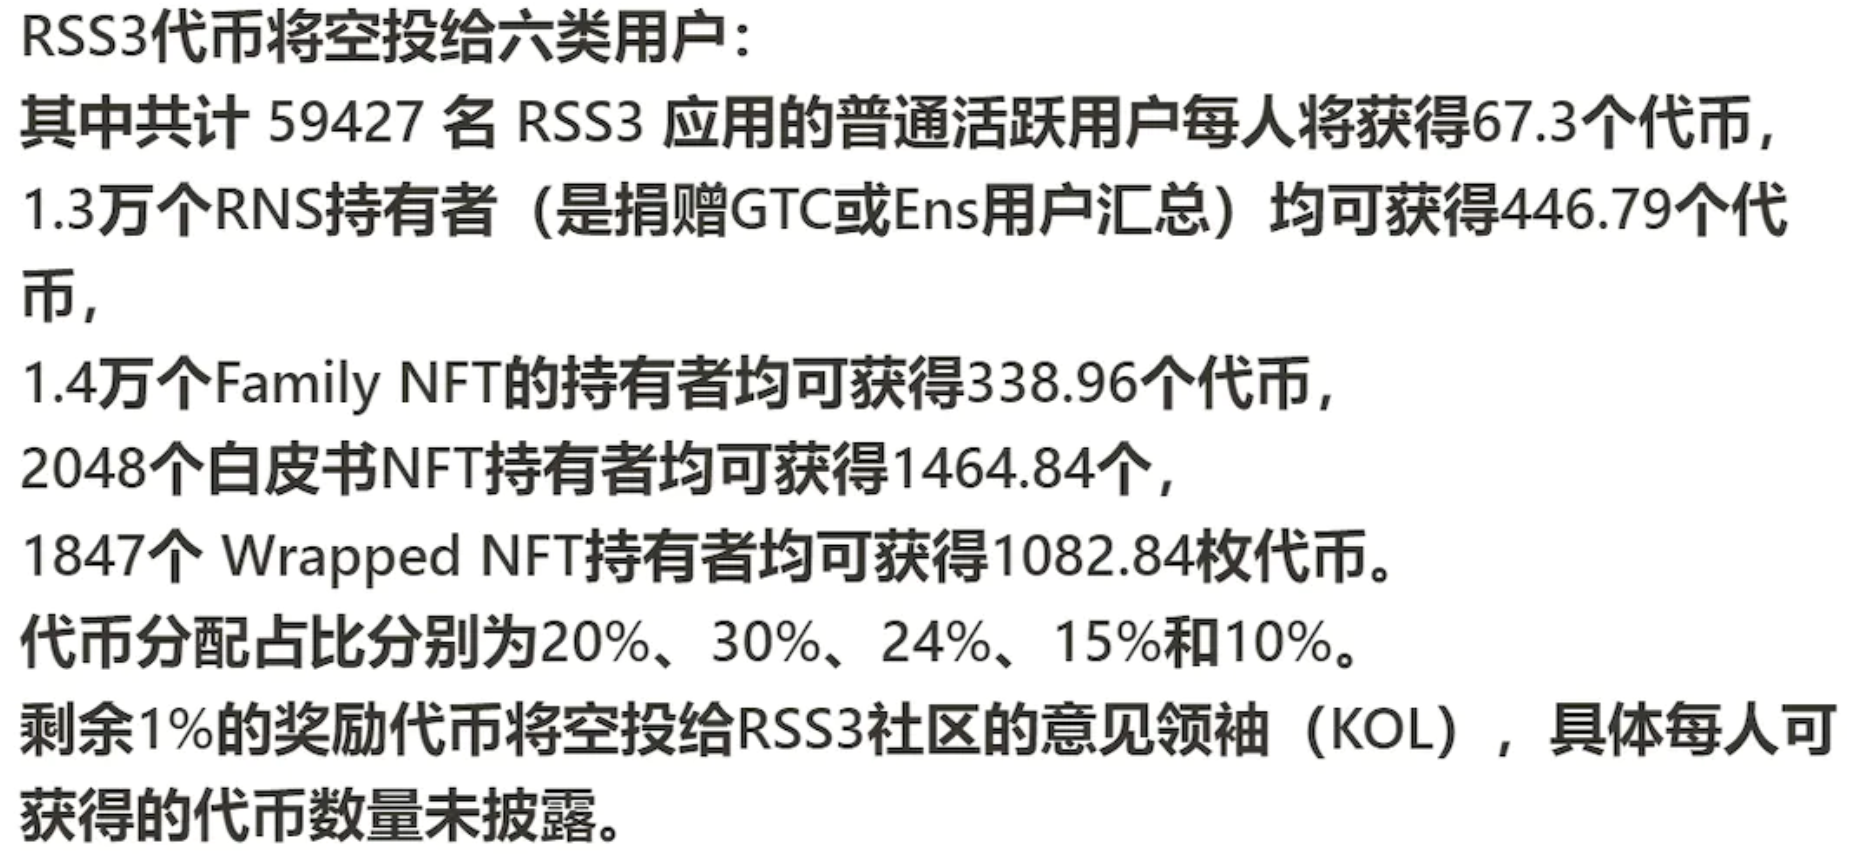 RSS3代币将空投给六类用户：
其中共计 59427 名 RSS3 应用的普通活跃用户每人将获得67.3个代币，
1.3万个RNS持有者（是捐赠GTC或Ens用户汇总）均可获得446.79个代
币，
1.4万个Family NFT的持有者均可获得338.96个代币，
2048个白皮书NFT持有者均可获得1464.84个，
1847个 Wrapped NFT持有者均可获得1082.84枚代币。
代币分配占比分别为20%、30%、24%、15%和10%。
剩余1%的奖励代币将空投给RSS3社区的意见领袖（KOL），具体每人可
获得的代币数量未披露。